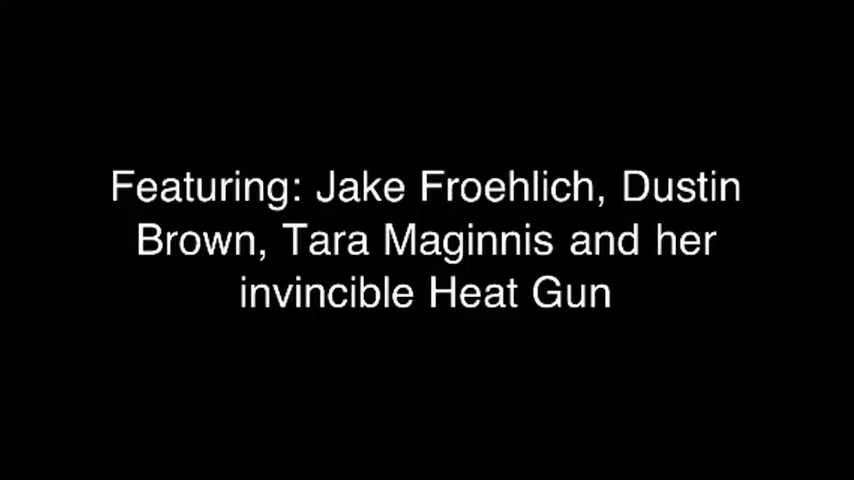 Featuring: Jake Froehlich, Dustin
Brown, Tara Maginnis and her
invincible Heat Gun